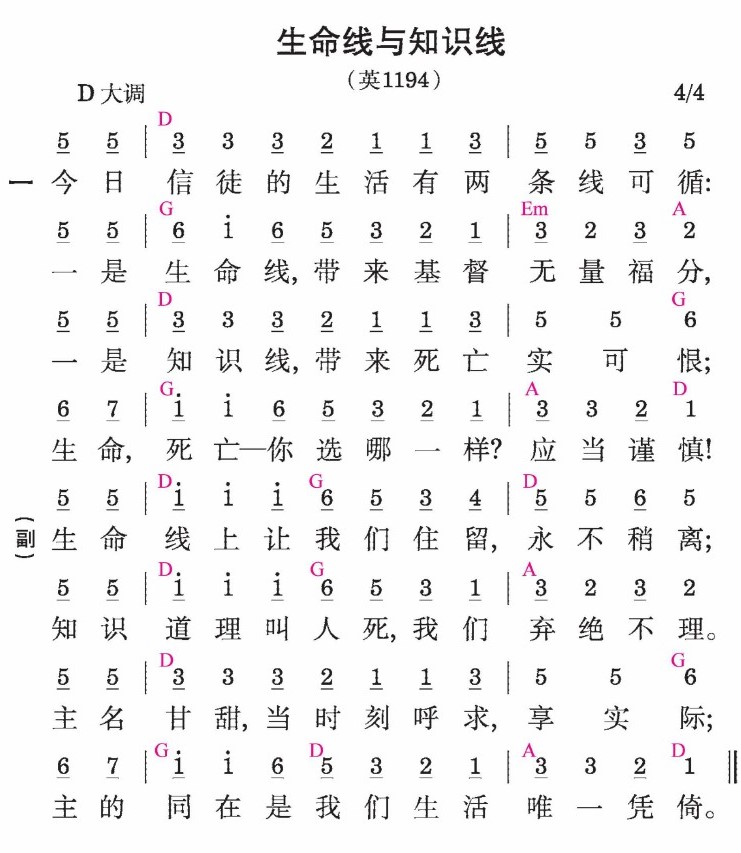 生命线与知识线
（英1194）
D 大调 4/4
D
5 5 | 3 3 3 2 1 1 3 | 5 5 3 5
一 今 日 信 徒 的 生 活 有 两 条 线 可 循:
G Em A
5 5 | 6 i 6 5 3 2 1 | 3 2 3 2
一 是 生 命 线, 带 来 基 督 无 量 福 分,
D G
5 5 | 3 3 3 2 1 1 3 | 5 5 6
一 是 知 识 线, 带 来 死 亡 实 可 恨;
G A D
6 7 | i i 6 5 3 2 1 | 3 3 2 1
生 命, 死 亡—你 选 哪 一 样? 应 当 谨 慎!
D G D
5 5 | i i i 6 5 3 4 | 5 5 6 5
(副) 生 命 线 上 让 我 们 住 留, 永 不 稍 离;
D G A
5 5 | i i i 6 5 3 1 | 3 2 3 2
知 识 道 理 叫 人 死, 我 们 弃 绝 不 理。
D G
5 5 | 3 3 3 2 1 1 3 | 5 5 6
主 名 甘 甜, 当 时 刻 呼 求, 享 实 际;
G D A D
6 7 | i i 6 5 3 2 1 | 3 3 2 1 ‖
主 的 同 在 是 我 们 生 活 唯 一 凭 倚。